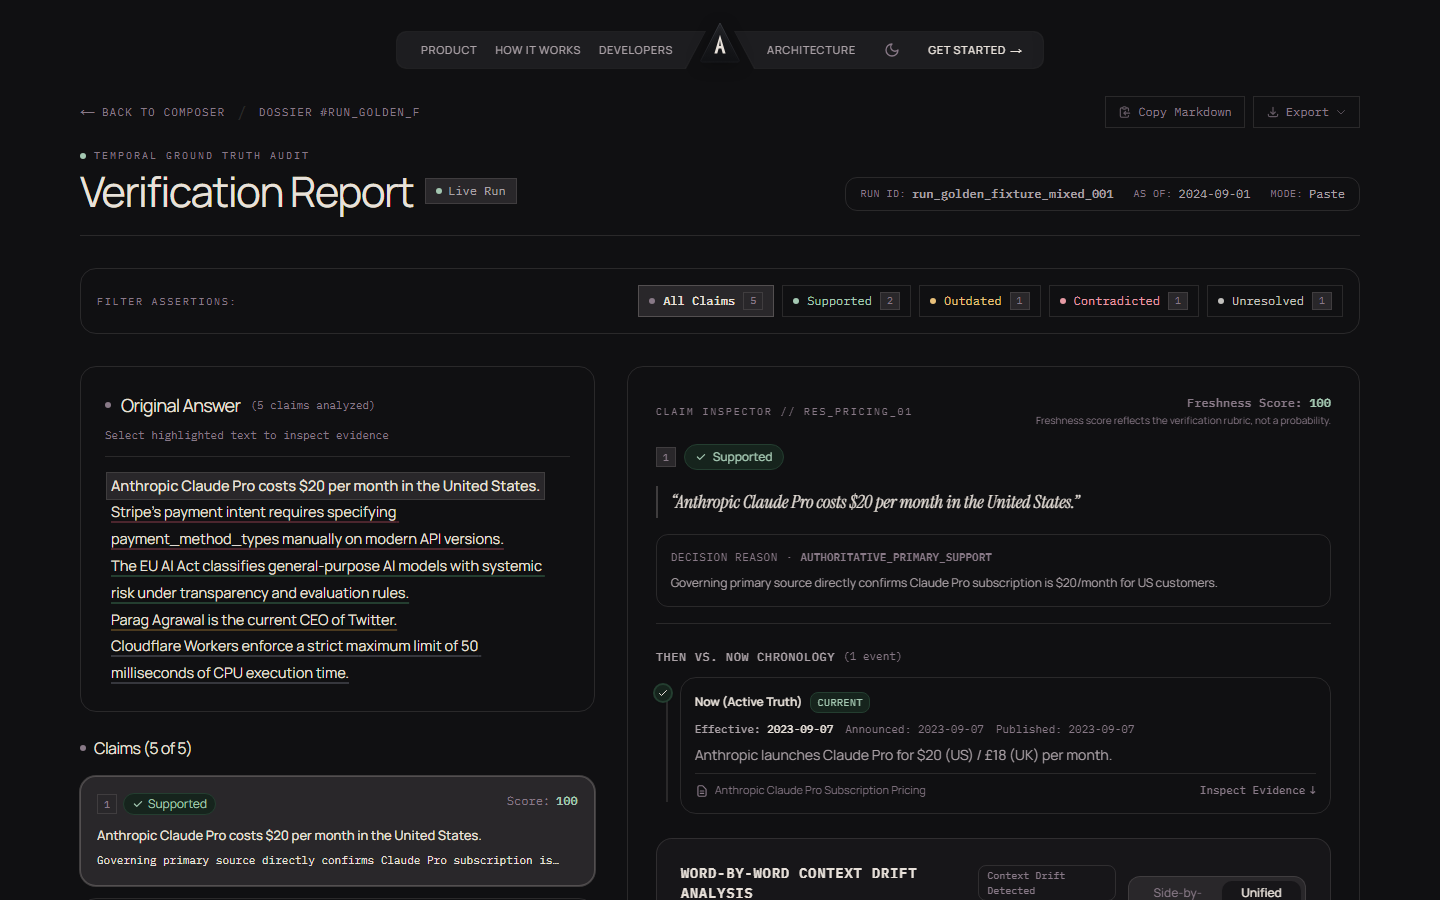 PRODUCT HOW IT WORKS DEVELOPERS A ARCHITECTURE GET STARTED →
← BACK TO COMPOSER / DOSSIER #RUN_GOLDEN_F
Copy Markdown Export
TEMPORAL GROUND TRUTH AUDIT
Verification Report Live Run
RUN ID: run_golden_fixture_mixed_001 AS OF: 2024-09-01 MODE: Paste
FILTER ASSERTIONS:
All Claims 5 Supported 2 Outdated 1 Contradicted 1 Unresolved 1
Original Answer (5 claims analyzed)
Select highlighted text to inspect evidence
Anthropic Claude Pro costs $20 per month in the United States.
Stripe's payment intent requires specifying
payment_method_types manually on modern API versions.
The EU AI Act classifies general-purpose AI models with systemic
risk under transparency and evaluation rules.
Parag Agrawal is the current CEO of Twitter.
Cloudflare Workers enforce a strict maximum limit of 50
milliseconds of CPU execution time.
Claims (5 of 5)
1 Supported Score: 100
Anthropic Claude Pro costs $20 per month in the United States.
Governing primary source directly confirms Claude Pro subscription is…
CLAIM INSPECTOR // RES_PRICING_01
Freshness Score: 100
Freshness score reflects the verification rubric, not a probability.
1 Supported
“Anthropic Claude Pro costs $20 per month in the United States.”
DECISION REASON - AUTHORITATIVE_PRIMARY_SUPPORT
Governing primary source directly confirms Claude Pro subscription is $20/month for US customers.
THEN VS. NOW CHRONOLOGY (1 event)
Now (Active Truth) CURRENT
Effective: 2023-09-07 Announced: 2023-09-07 Published: 2023-09-07
Anthropic launches Claude Pro for $20 (US) / £18 (UK) per month.
Anthropic Claude Pro Subscription Pricing Inspect Evidence ↓
WORD-BY-WORD CONTEXT DRIFT
ANALYSIS
Context Drift
Detected
Side-by- Unified